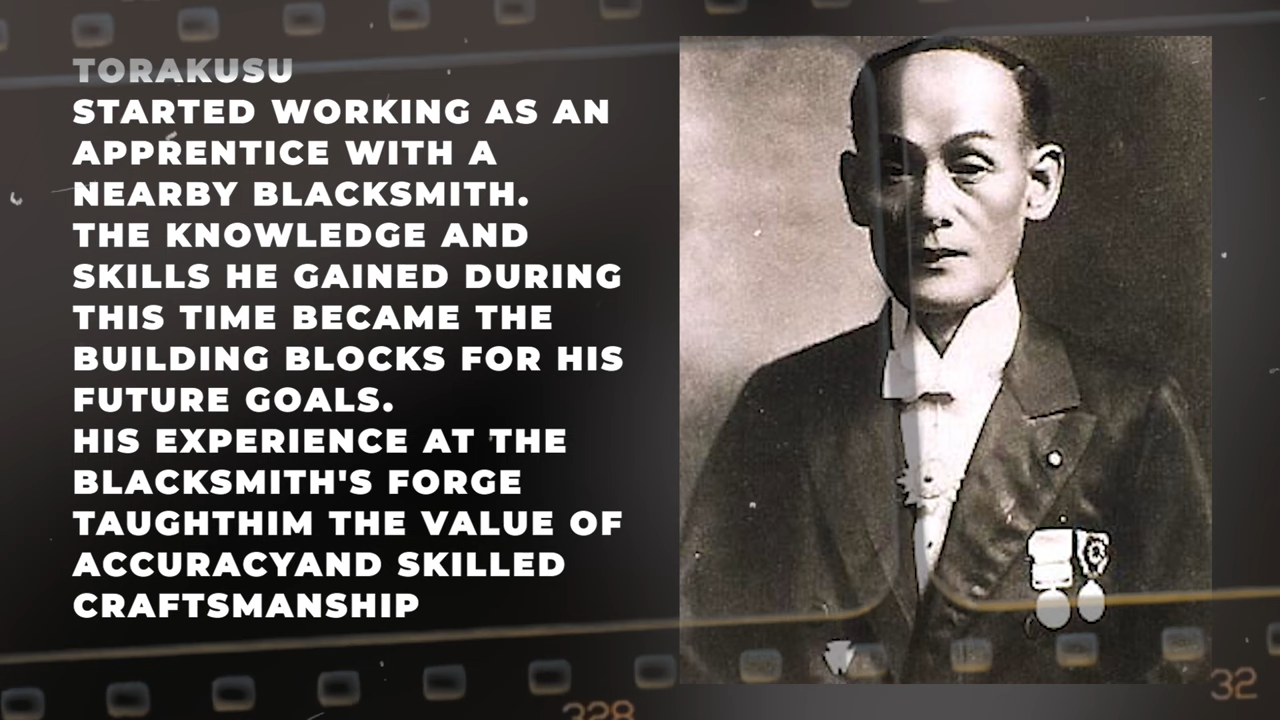 TORAKUSU
STARTED WORKING AS AN
APPRENTICE WITH A
NEARBY BLACKSMITH.
THE KNOWLEDGE AND
SKILLS HE GAINED DURING
THIS TIME BECAME THE
BUILDING BLOCKS FOR HIS
FUTURE GOALS.
HIS EXPERIENCE AT THE
BLACKSMITH'S FORGE
TAUGHTHIM THE VALUE OF
ACCURACYAND SKILLED
CRAFTSMANSHIP
328
32